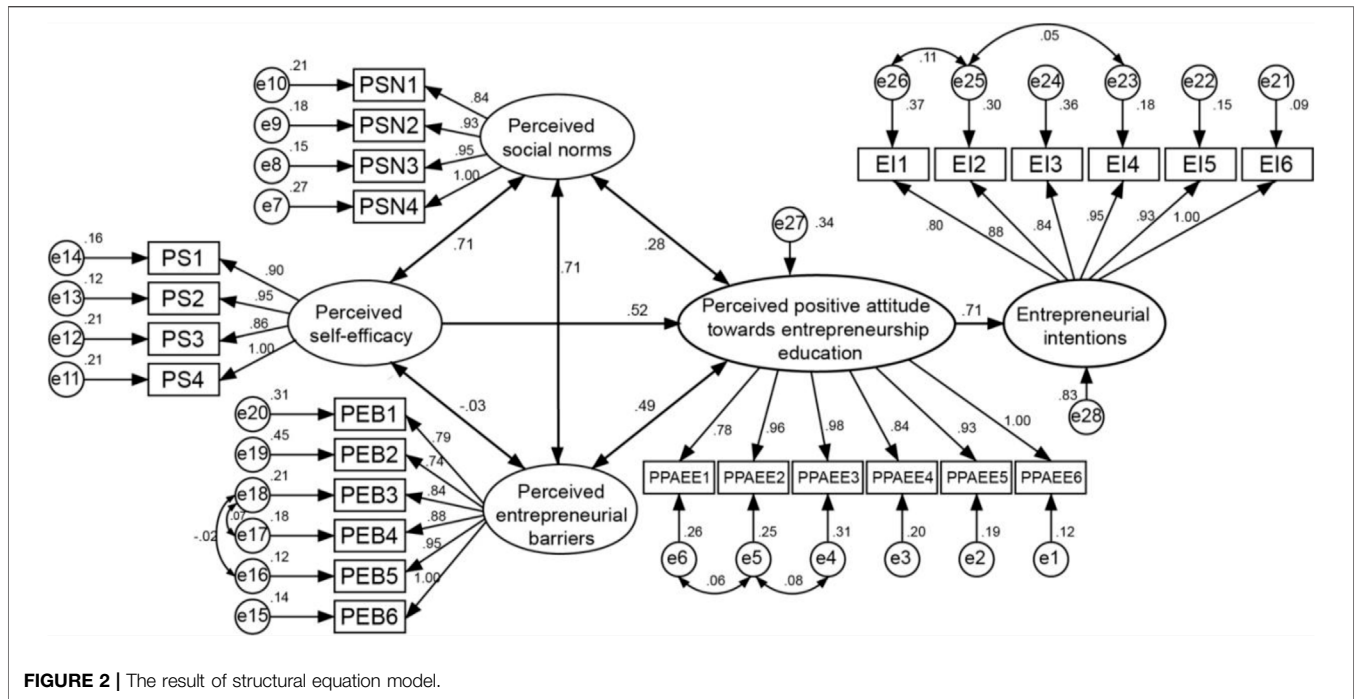 e10
.21
PSN1
.84
e9
.18
PSN2
.93
e8
.15
PSN3
.95
e7
.27
PSN4
1.00
Perceived
social norms
e14
.16
PS1
.90
e13
.12
PS2
.95
e12
.21
PS3
.86
e11
.21
PS4
1.00
Perceived
self-efficacy
.71
.71
.28
.52
-.03
.49
e20
.31
PEB1
.79
e19
.45
PEB2
.74
e18
.21
PEB3
.84
.07
e17
.18
PEB4
.88
-.02
e16
.12
PEB5
.95
e15
.14
PEB6
1.00
Perceived
entrepreneurial
barriers
e27
.34
Perceived positive attitude
towards entrepreneurship
education
.71
Entrepreneurial
intentions
.83
e28
.11
.05
e26
e25
e24
e23
e22
e21
.37
.30
.36
.18
.15
.09
EI1
EI2
EI3
EI4
EI5
EI6
.80
.88
.84
.95
.93
1.00
.78
.96
.98
.84
.93
1.00
PPAEE1
PPAEE2
PPAEE3
PPAEE4
PPAEE5
PPAEE6
.26
.25
.31
.20
.19
.12
e6
e5
e4
e3
e2
e1
.06
.08
FIGURE 2 | The result of structural equation model.